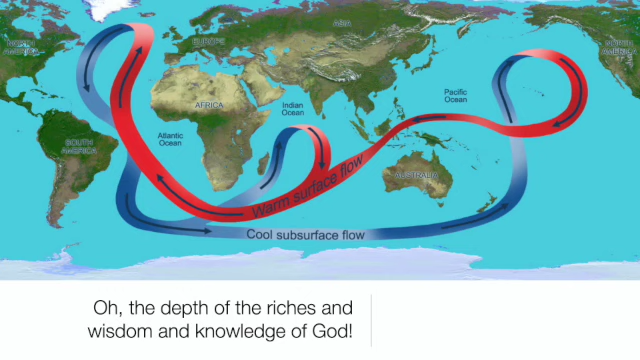 ASIA
NORTH
AMERICA
EUROPE
NORTH
AMERICA
Pacific
Ocean
AFRICA
Indian
Ocean
Atlantic
Ocean
SOUTH
AMERICA
AUSTRALIA
Warm surface flow
Cool subsurface flow
Oh, the depth of the riches and
wisdom and knowledge of God!